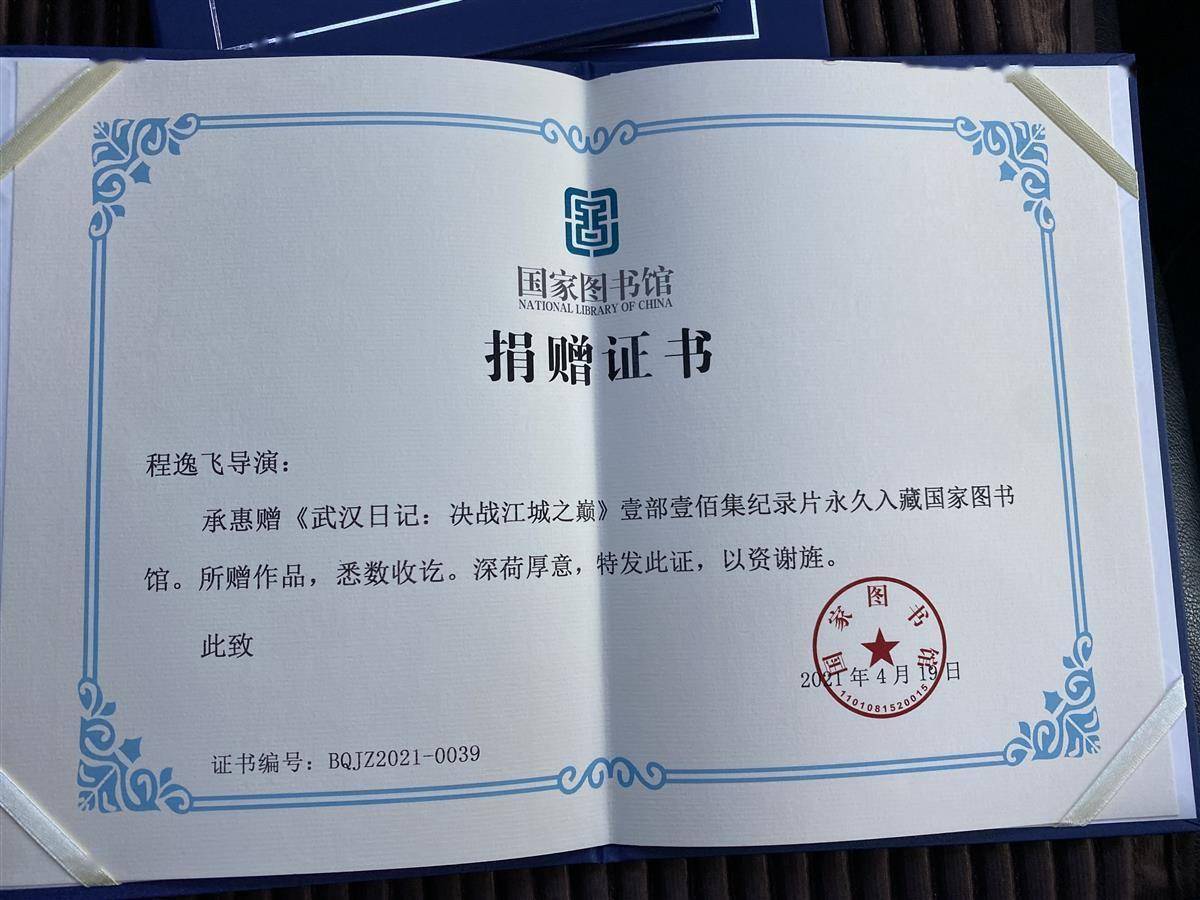 国家图书馆
NATIONAL LIBRARY OF CHINA
捐赠证书
程逸飞导演：
承惠赠《武汉日记：决战江城之巅》壹部壹佰集纪录片永久入藏国家图书
馆。所赠作品，悉数收讫。深荷厚意，特发此证，以资谢旌。
此致
国家图书馆
2021年4月19日
1101081520015
证书编号：BQJZ2021-0039